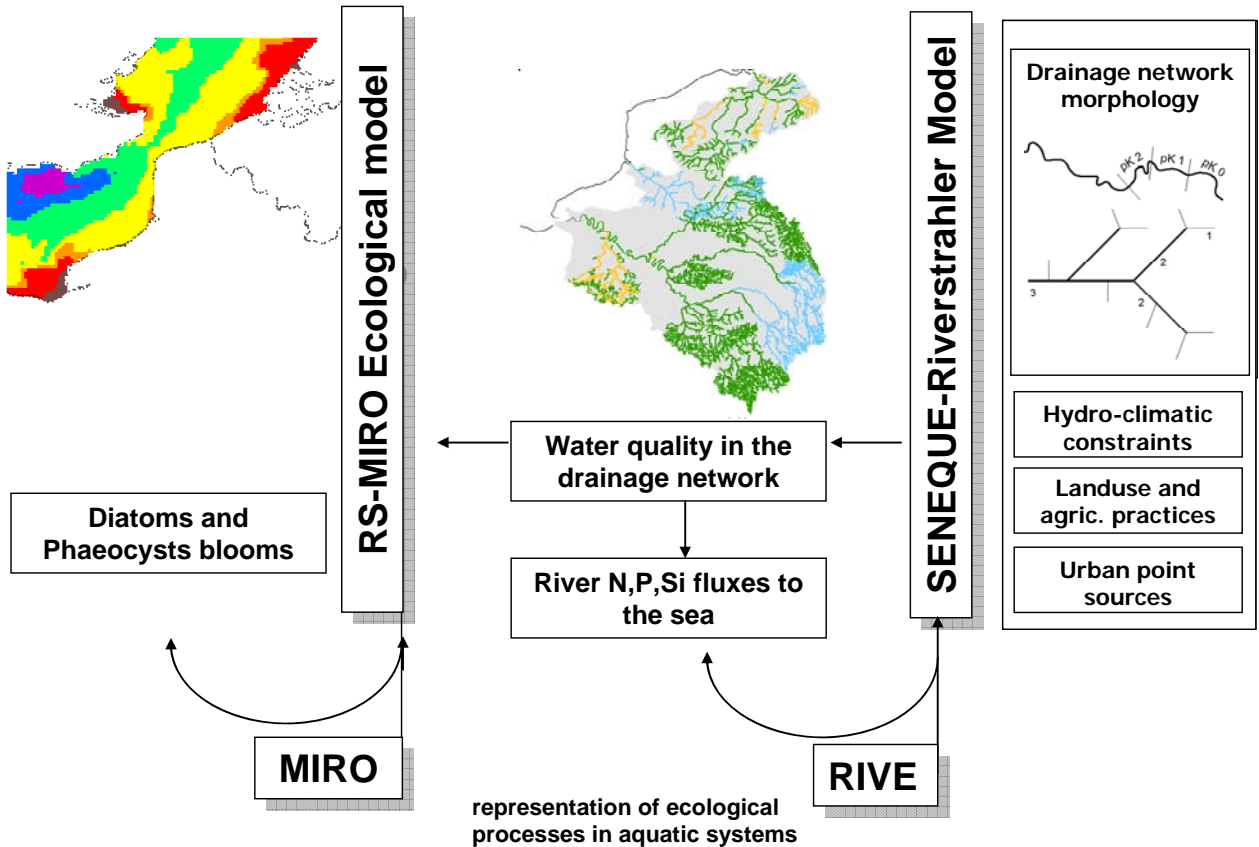 RS-MIRO Ecological model
SENEQUE-Riverstrahler Model
Drainage network
morphology
pK 2
pK 1
pK 0
1
2
3
2
Hydro-climatic
constraints
Landuse and
agric. practices
Urban point
sources
Water quality in the
drainage network
River N,P,Si fluxes to
the sea
Diatoms and
Phaeocysts blooms
MIRO
RIVE
representation of ecological
processes in aquatic systems